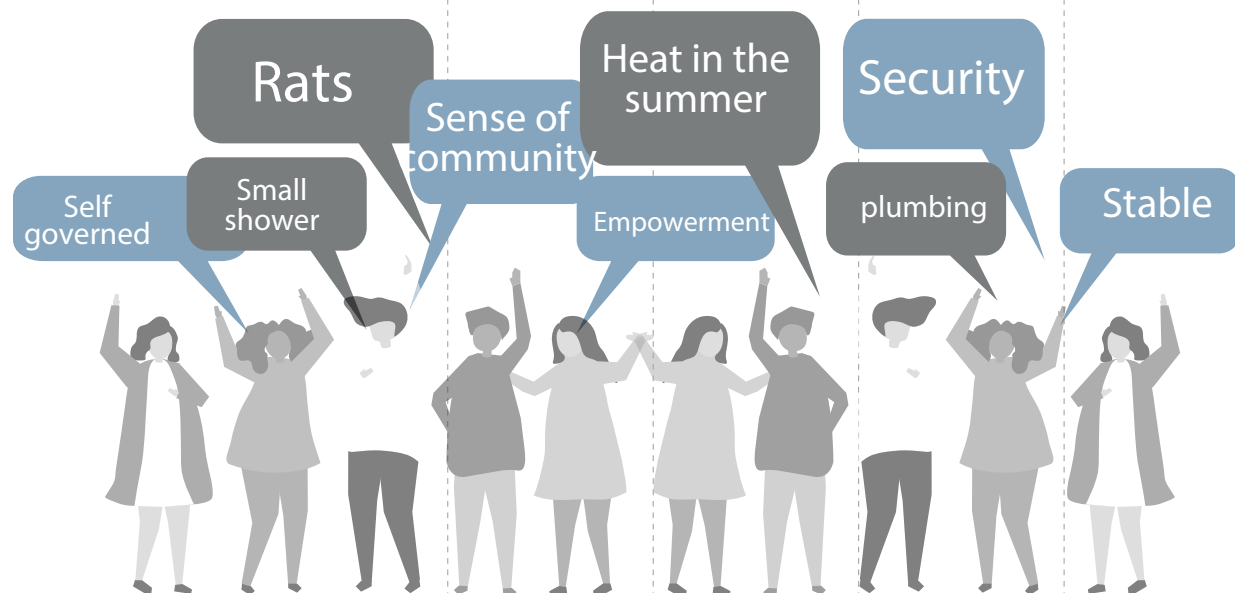 Rats
Sense of
community
Heat in the
summer
Security
Self
governed
Small
shower
Empowerment
plumbing
Stable